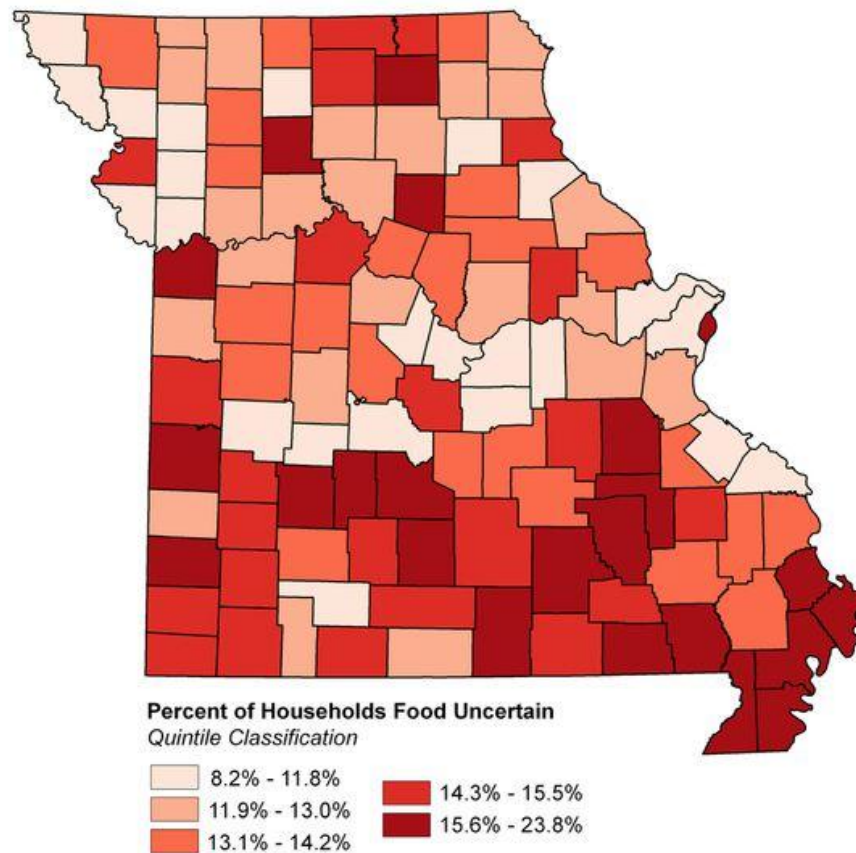 Percent of Households Food Uncertain
Quintile Classification
8.2% - 11.8%
11.9% - 13.0%
13.1% - 14.2%
14.3% - 15.5%
15.6% - 23.8%